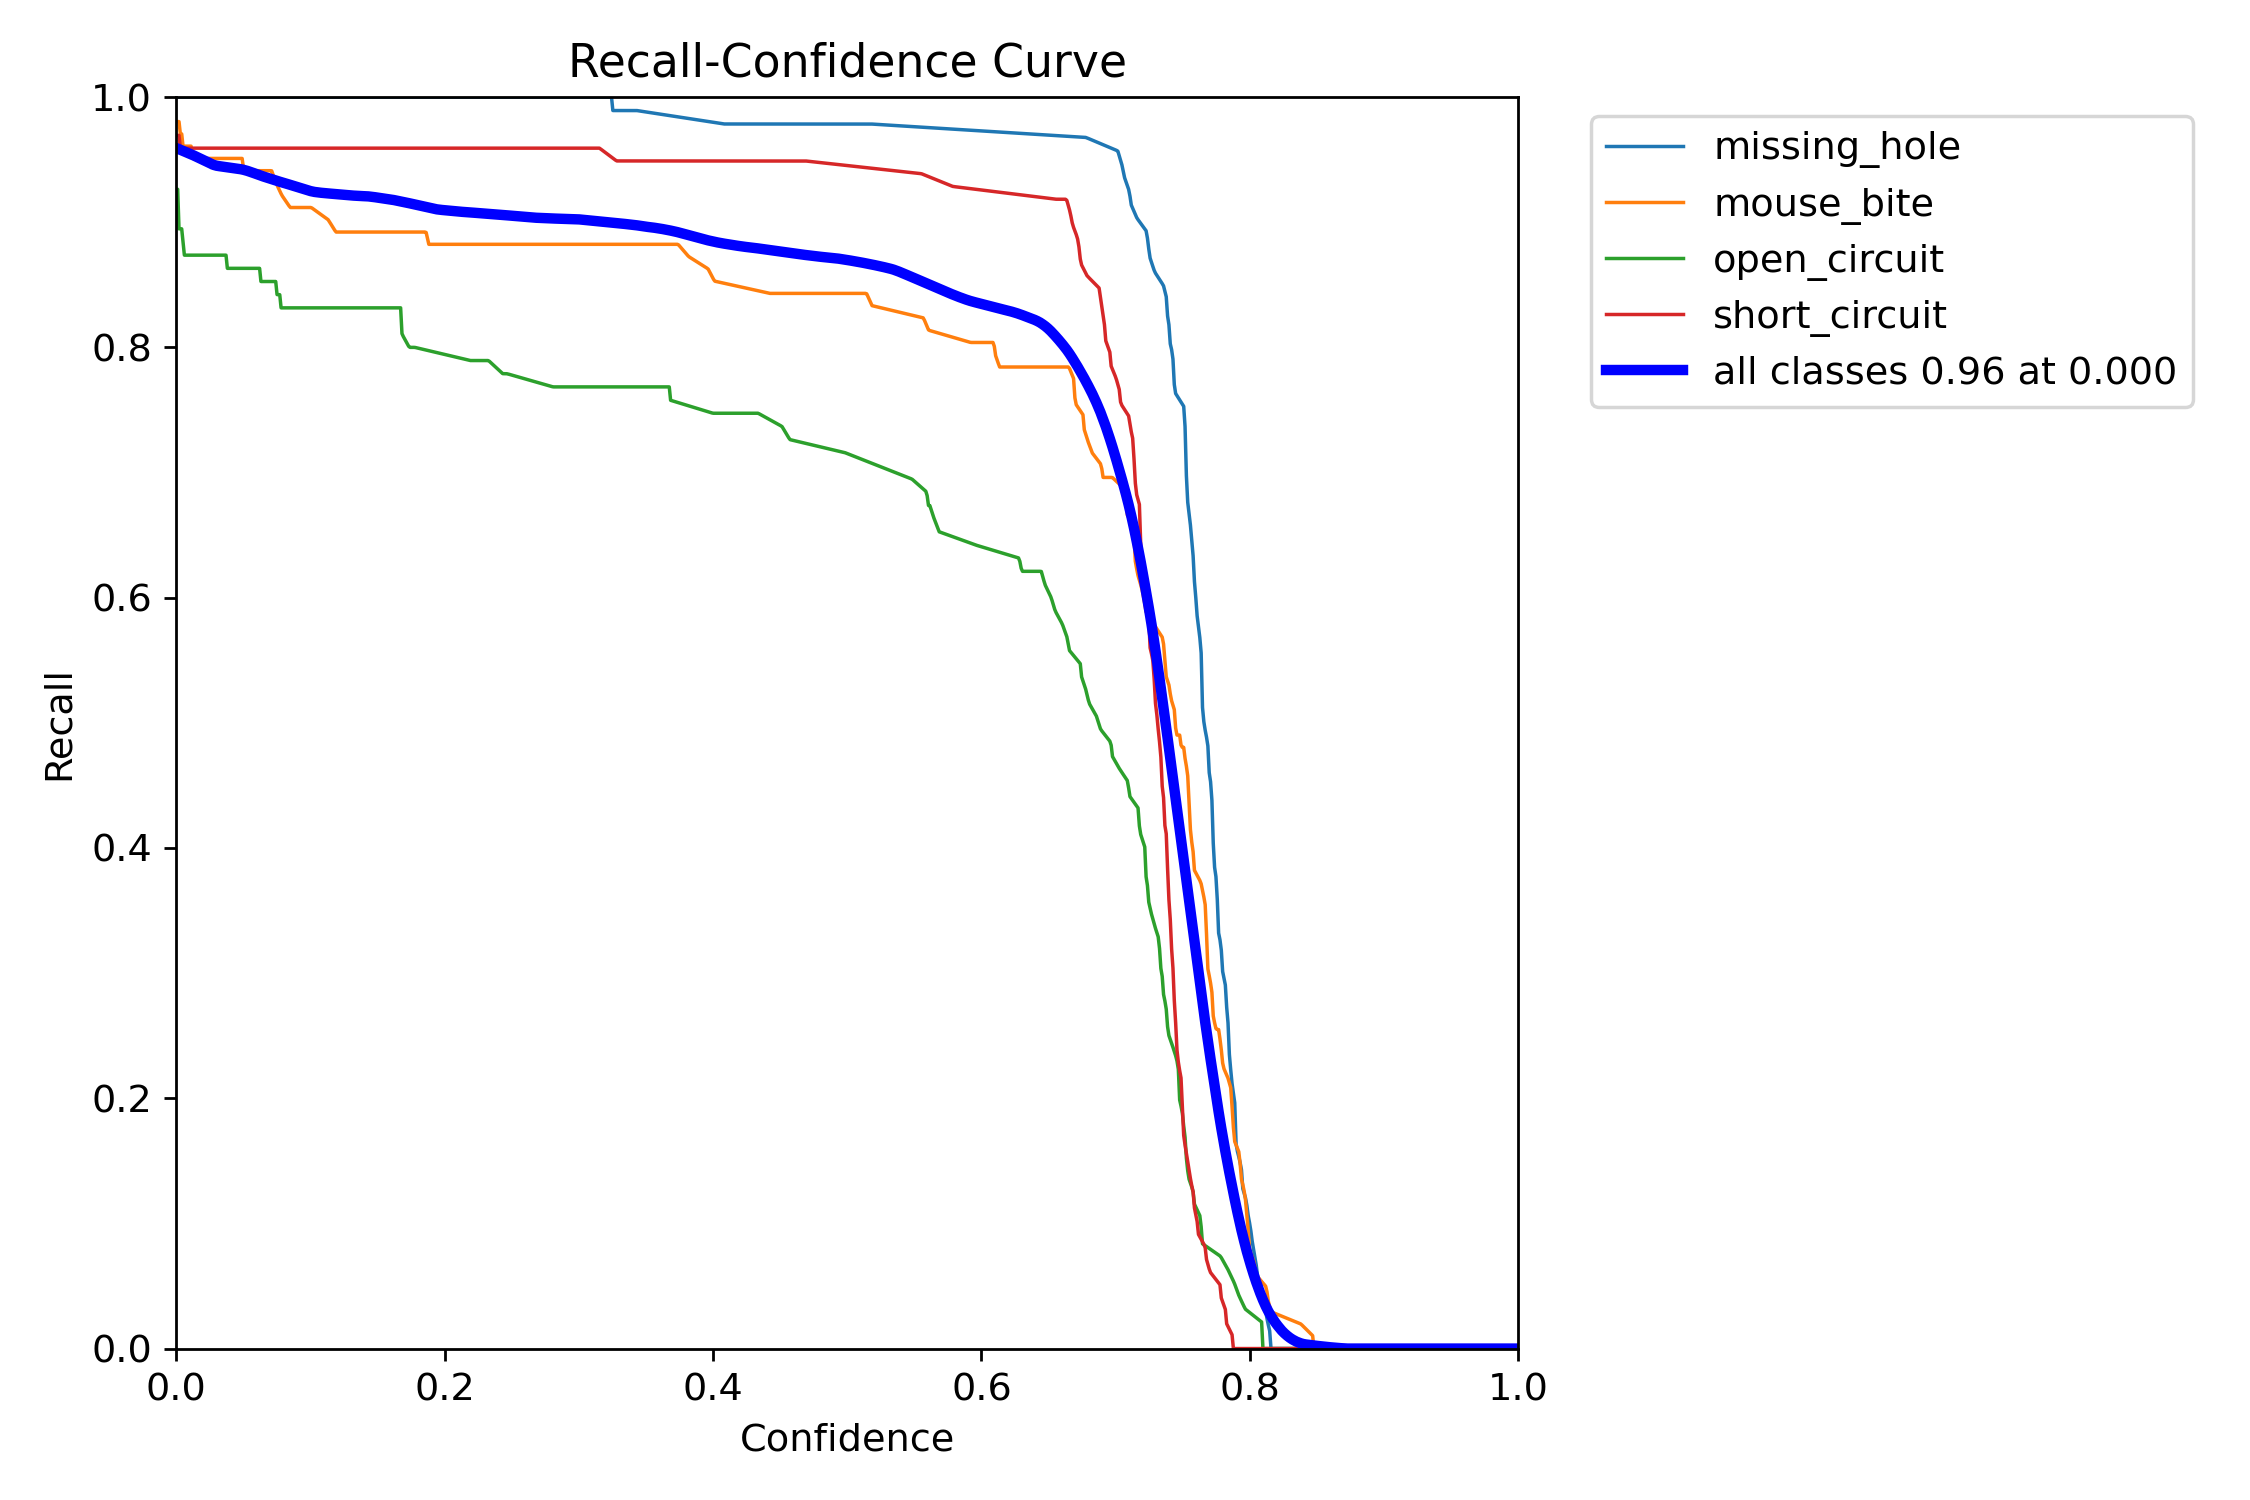 Recall-Confidence Curve
1.0
0.8
0.6
0.4
0.2
0.0
Recall
0.0 0.2 0.4 0.6 0.8 1.0
Confidence
missing_hole
mouse_bite
open_circuit
short_circuit
all classes 0.96 at 0.000